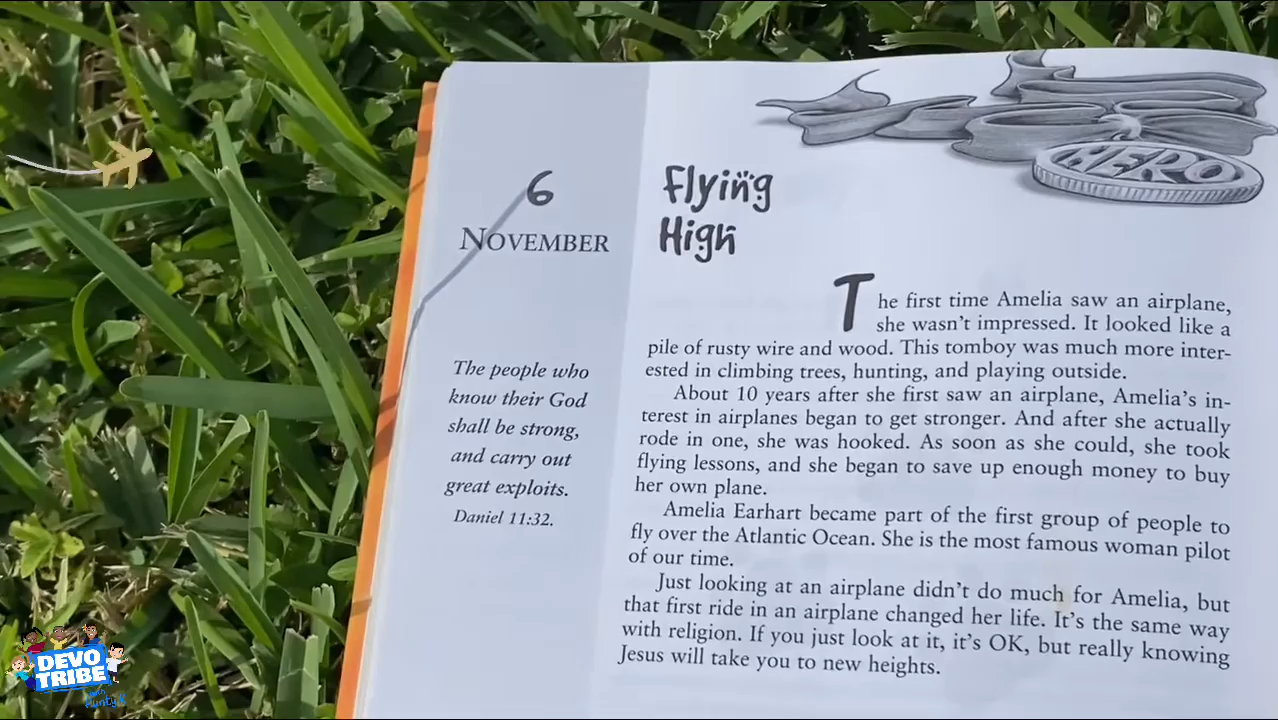 6
NOVEMBER
The people who
know their God
shall be strong,
and carry out
great exploits.
Daniel 11:32.
HERO
Flying
High
The first time Amelia saw an airplane,
she wasn't impressed. It looked like a
pile of rusty wire and wood. This tomboy was much more inter-
ested in climbing trees, hunting, and playing outside.
About 10 years after she first saw an airplane, Amelia's in-
terest in airplanes began to get stronger. And after she actually
rode in one, she was hooked. As soon as she could, she took
flying lessons, and she began to save up enough money to buy
her own plane.
Amelia Earhart became part of the first group of people to
fly over the Atlantic Ocean. She is the most famous woman pilot
of our time.
Just looking at an airplane didn't do much for Amelia, but
that first ride in an airplane changed her life. It's the same way
with religion. If you just look at it, it's OK, but really knowing
Jesus will take you to new heights.
DEVO
TRIBE
with
Aunty K